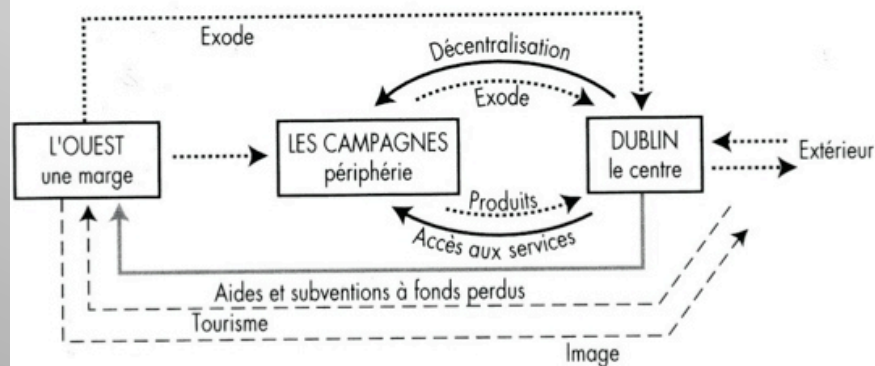 Exode
Décentralisation
Exode
L'OUEST
une marge
LES CAMPAGNES
périphérie
DUBLIN
le centre
Extérieur
Produits
Accès aux services
Aides et subventions à fonds perdus
Tourisme
Image